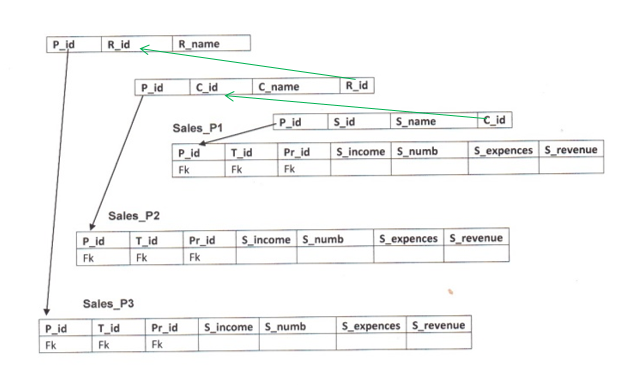 P_id R_id R_name
P_id C_id C_name R_id
P_id S_id S_name C_id
Sales_P1
P_id T_id Pr_id S_income S_numb S_expences S_revenue
Fk Fk Fk
Sales_P2
P_id T_id Pr_id S_income S_numb S_expences S_revenue
Fk Fk Fk
Sales_P3
P_id T_id Pr_id S_income S_numb S_expences S_revenue
Fk Fk Fk